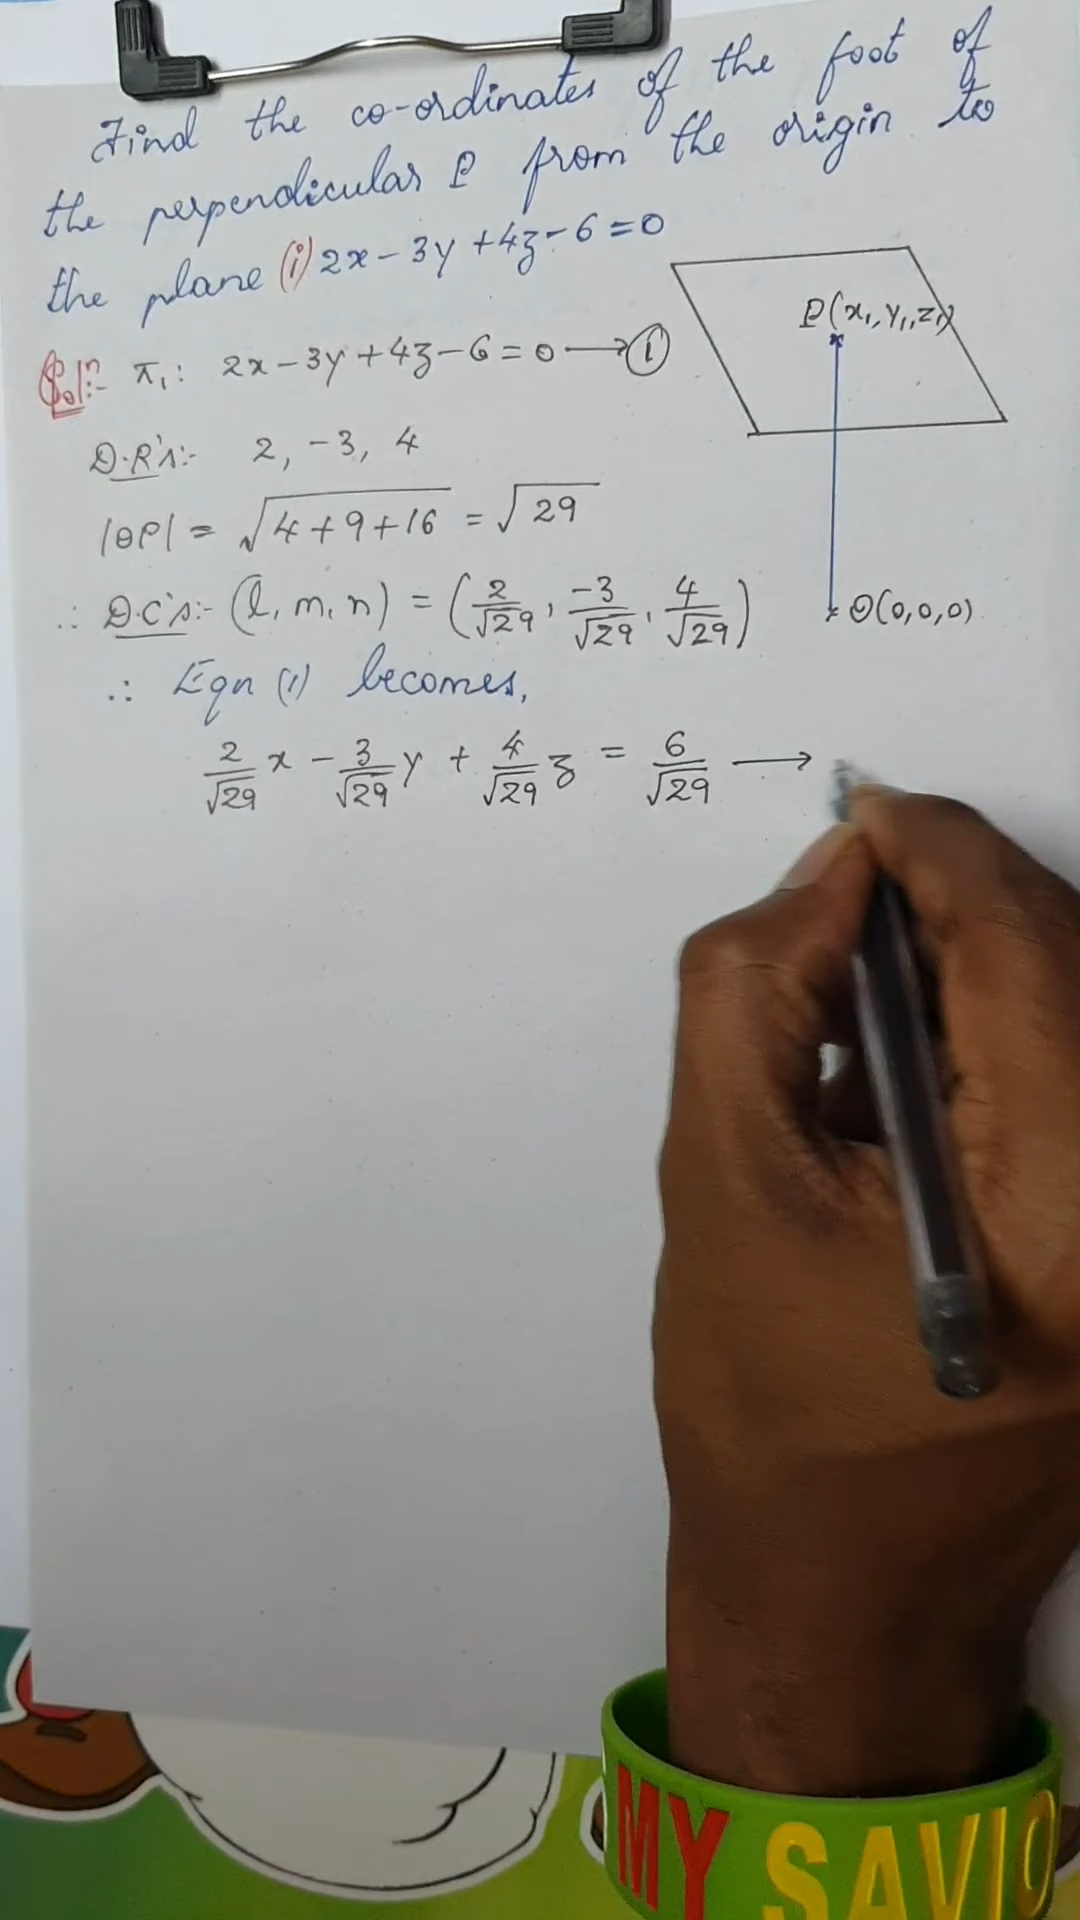 Find the co-ordinates of the foot of
the perpendicular P from the origin to
the plane (i) 2x - 3y + 4z - 6 = 0
Solⁿ:- π₁: 2x - 3y + 4z - 6 = 0 → ①
P(x₁, y₁, z₁)
D.R's:- 2, -3, 4
|OP| = √(4+9+16) = √29
∴ D.C's:- (l, m, n) = (2/√29, -3/√29, 4/√29)
O(0,0,0)
∴ Eqn (1) becomes,
2/√29 x - 3/√29 y + 4/√29 z = 6/√29 →
MY SAVIO